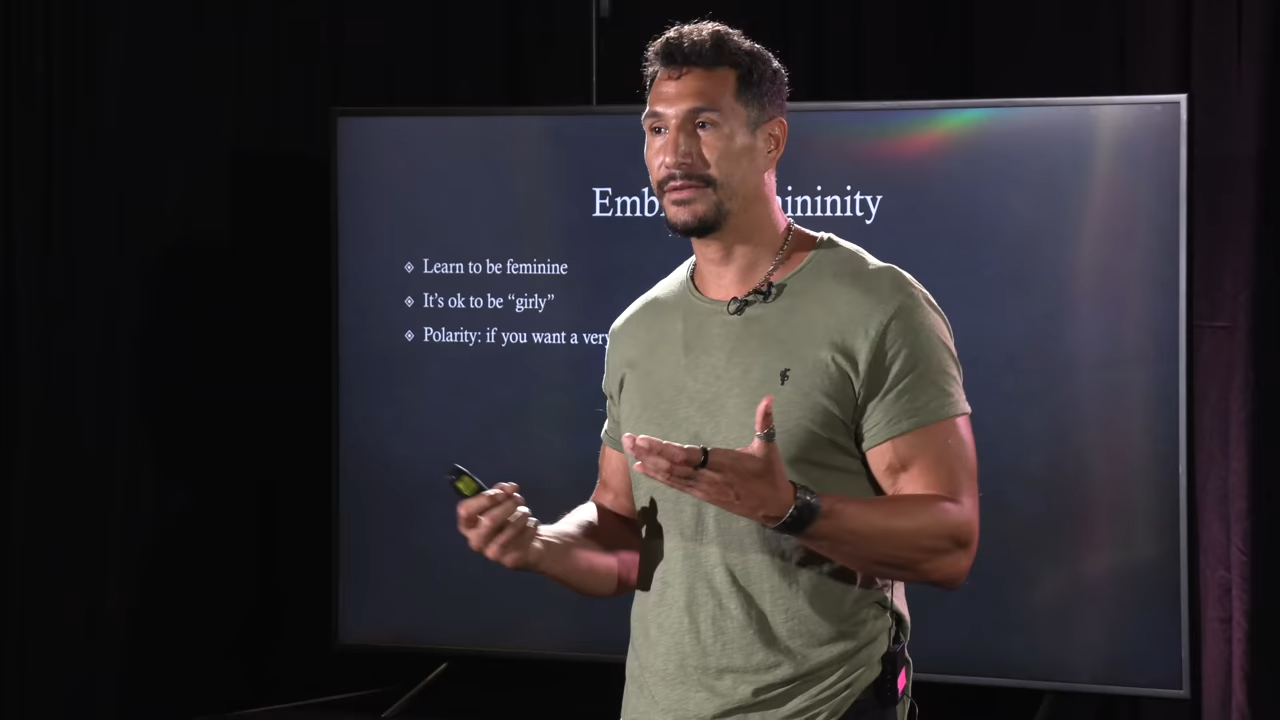 Emb
ininity
Learn to be feminine
It's ok to be “girly”
Polarity: if you want a very